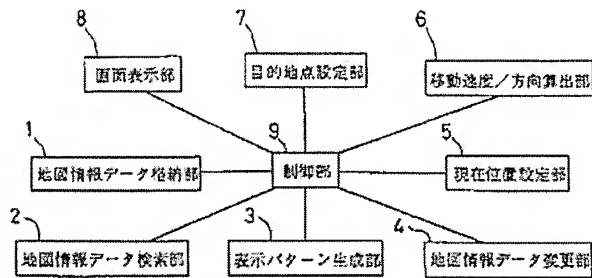 8
画面表示部
7
目的地点設定部
6
移動速度／方向算出部
1
地図情報データ格納部
9
制御部
5
現在位置設定部
2
地図情報データ検索部
3
表示パターン生成部
4
地図情報データ変更部